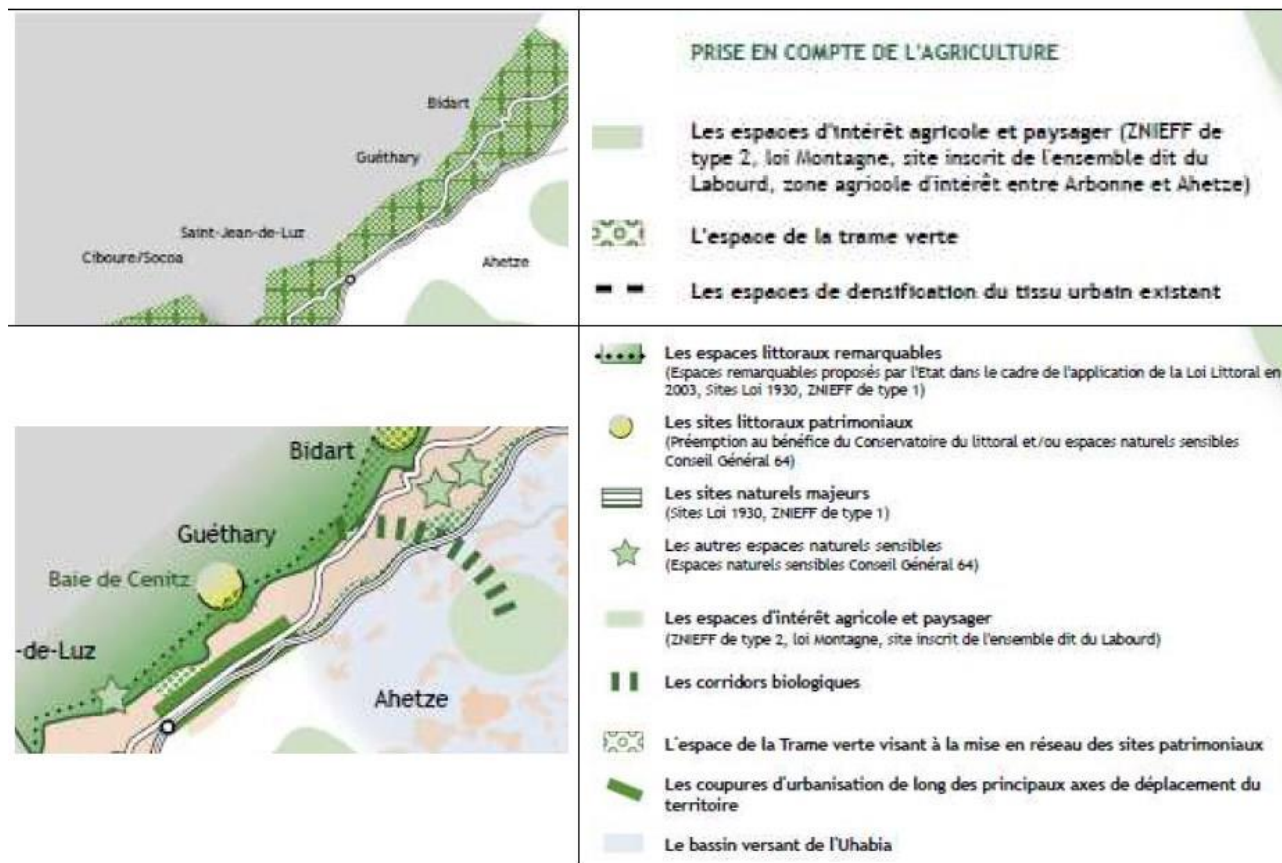 Bidart
Guéthary
Saint-Jean-de-Luz
Ciboure/Socoa
Ahetze
PRISE EN COMPTE DE L'AGRICULTURE
Les espaces d'intérêt agricole et paysager (ZNIEFF de
type 2, loi Montagne, site inscrit de l'ensemble dit du
Labourd, zone agricole d'intérêt entre Arbonne et Ahetze)
L'espace de la trame verte
Les espaces de densification du tissu urbain existant
Bidart
Guéthary
Baie de Cenitz
-de-Luz
Ahetze
Les espaces littoraux remarquables
(Espaces remarquables proposés par l'Etat dans le cadre de l'application de la Loi Littoral en
2003, Sites Loi 1930, ZNIEFF de type 1)
Les sites littoraux patrimoniaux
(Préemption au bénéfice du Conservatoire du littoral et/ou espaces naturels sensibles
Conseil Général 64)
Les sites naturels majeurs
(Sites Loi 1930, ZNIEFF de type 1)
Les autres espaces naturels sensibles
(Espaces naturels sensibles Conseil Général 64)
Les espaces d'intérêt agricole et paysager
(ZNIEFF de type 2, loi Montagne, site inscrit de l'ensemble dit du Labourd)
Les corridors biologiques
L'espace de la Trame verte visant à la mise en réseau des sites patrimoniaux
Les coupures d'urbanisation de long des principaux axes de déplacement du
territoire
Le bassin versant de l'Uhabia